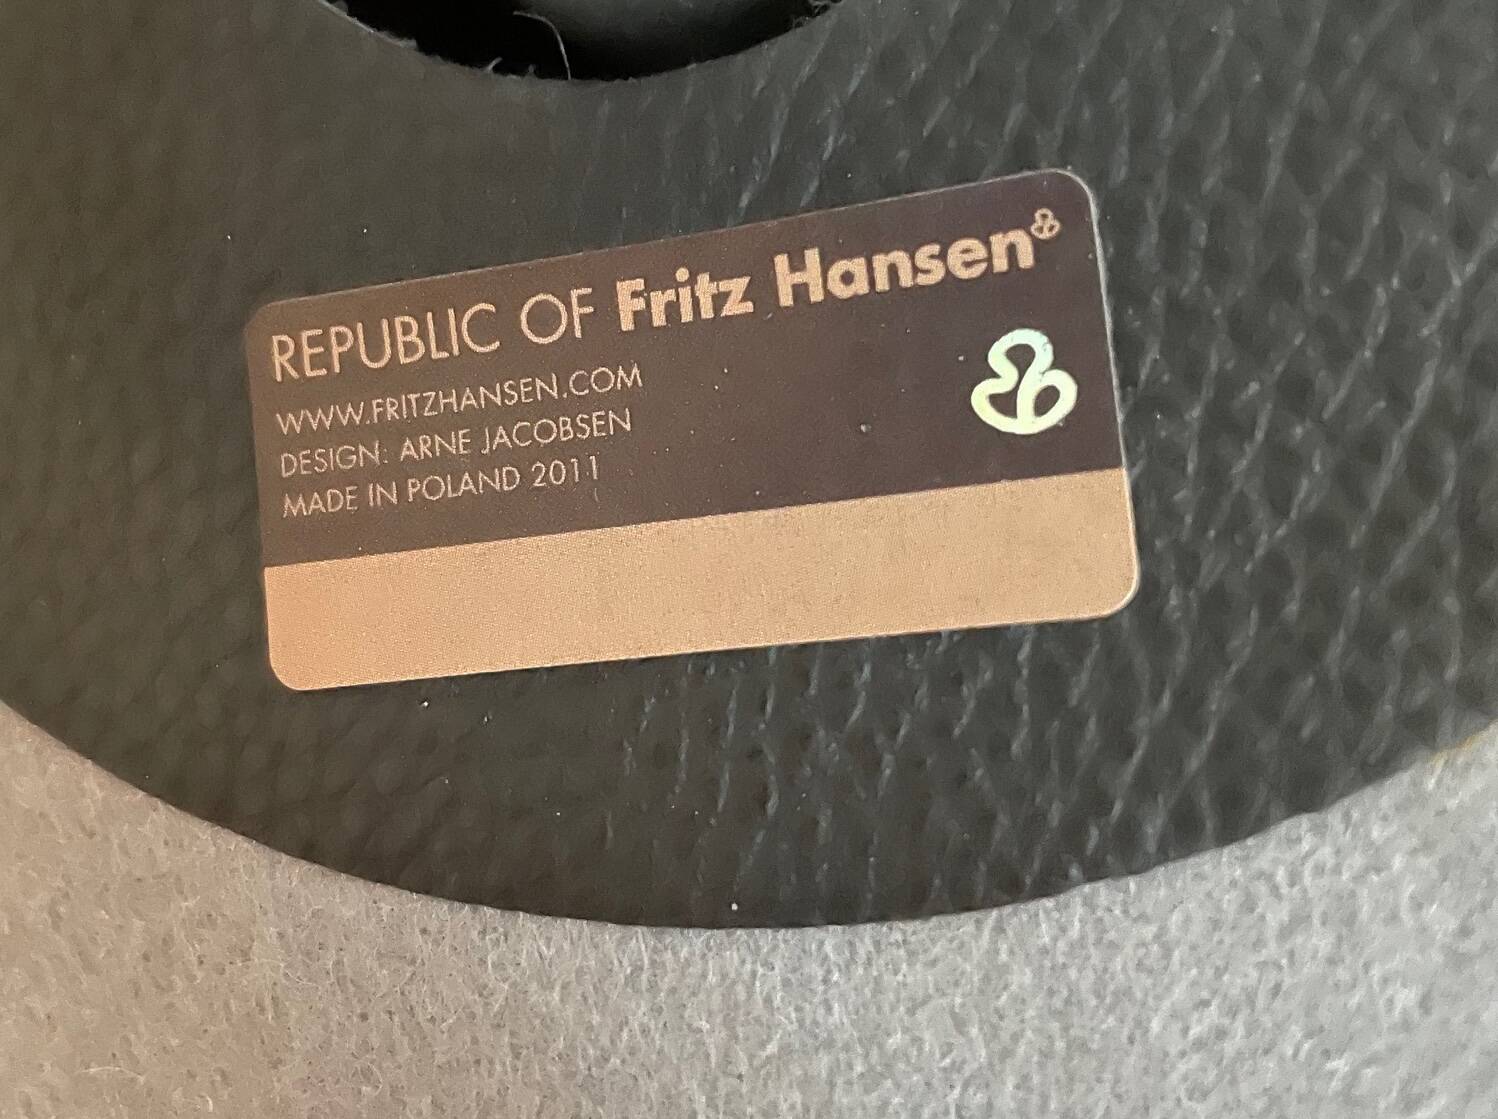 REPUBLIC OF Fritz Hansen
WWW.FRITZHANSEN.COM
DESIGN: ARNE JACOBSEN
MADE IN POLAND 2011